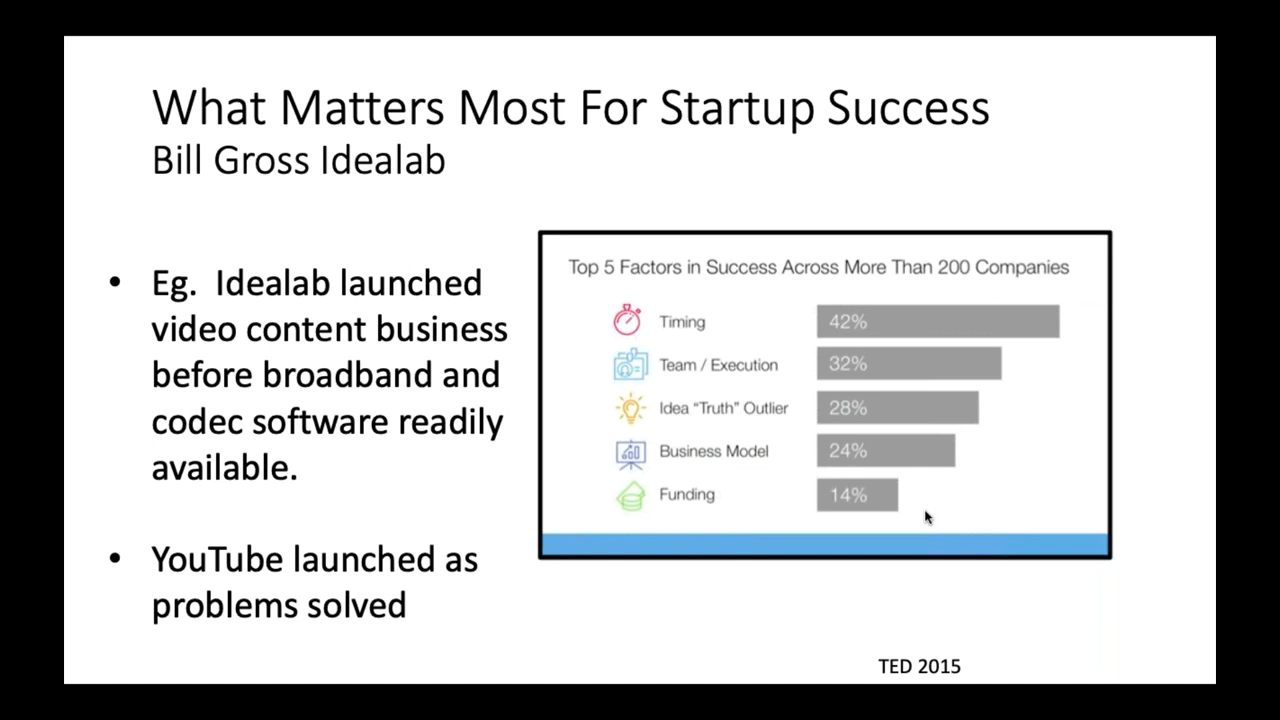 What Matters Most For Startup Success
Bill Gross Idealab
• Eg.  Idealab launched
video content business
before broadband and
codec software readily
available.
• YouTube launched as
problems solved
Top 5 Factors in Success Across More Than 200 Companies
Timing 42%
Team / Execution 32%
Idea “Truth” Outlier 28%
Business Model 24%
Funding 14%
TED 2015